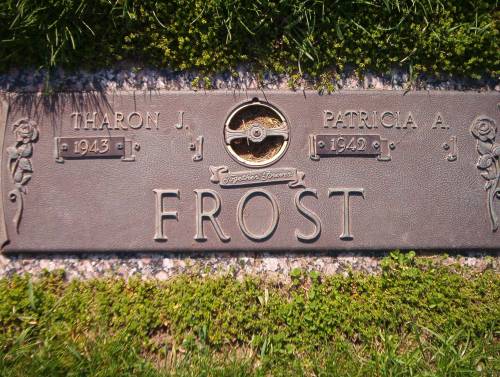 THARON J. PATRICIA A.
1943 1942
Together Forever
FROST